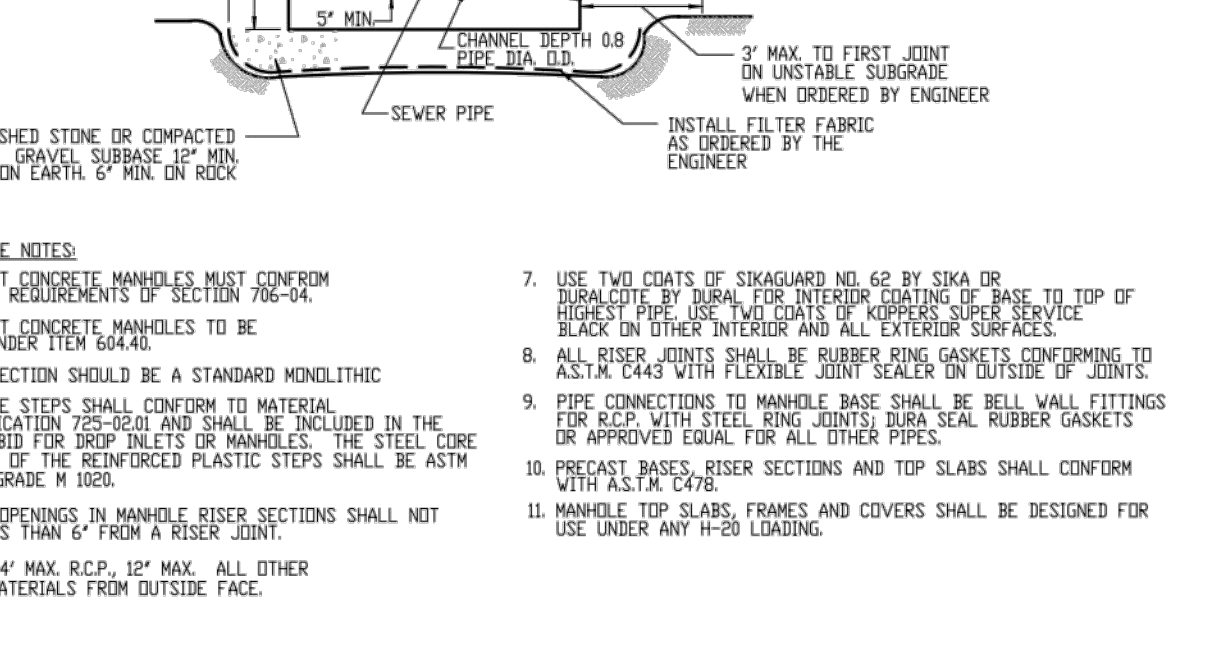 5" MIN.
CHANNEL DEPTH 0.8
PIPE DIA. O.D.
3' MAX. TO FIRST JOINT
ON UNSTABLE SUBGRADE
WHEN ORDERED BY ENGINEER
SEWER PIPE
INSTALL FILTER FABRIC
AS ORDERED BY THE
ENGINEER
SHED STONE OR COMPACTED
GRAVEL SUBBASE 12" MIN.
ON EARTH. 6" MIN. ON ROCK
E NOTES:
T CONCRETE MANHOLES MUST CONFROM
REQUIREMENTS OF SECTION 706-04.
T CONCRETE MANHOLES TO BE
NDER ITEM 604.40.
ECTION SHOULD BE A STANDARD MONOLITHIC
E STEPS SHALL CONFORM TO MATERIAL
ICATION 725-02.01 AND SHALL BE INCLUDED IN THE
BID FOR DROP INLETS OR MANHOLES. THE STEEL CORE
OF THE REINFORCED PLASTIC STEPS SHALL BE ASTM
GRADE M 1020.
OPENINGS IN MANHOLE RISER SECTIONS SHALL NOT
S THAN 6" FROM A RISER JOINT.
4' MAX. R.C.P., 12" MAX. ALL OTHER
ATERIALS FROM OUTSIDE FACE.
7. USE TWO COATS OF SIKAGUARD NO. 62 BY SIKA OR
DURALCOTE BY DURAL FOR INTERIOR COATING OF BASE TO TOP OF
HIGHEST PIPE. USE TWO COATS OF KOPPERS SUPER SERVICE
BLACK ON OTHER INTERIOR AND ALL EXTERIOR SURFACES.
8. ALL RISER JOINTS SHALL BE RUBBER RING GASKETS CONFORMING TO
A.S.T.M. C443 WITH FLEXIBLE JOINT SEALER ON OUTSIDE OF JOINTS.
9. PIPE CONNECTIONS TO MANHOLE BASE SHALL BE BELL WALL FITTINGS
FOR R.C.P. WITH STEEL RING JOINTS; DURA SEAL RUBBER GASKETS
OR APPROVED EQUAL FOR ALL OTHER PIPES.
10. PRECAST BASES, RISER SECTIONS AND TOP SLABS SHALL CONFORM
WITH A.S.T.M. C478.
11. MANHOLE TOP SLABS, FRAMES AND COVERS SHALL BE DESIGNED FOR
USE UNDER ANY H-20 LOADING.